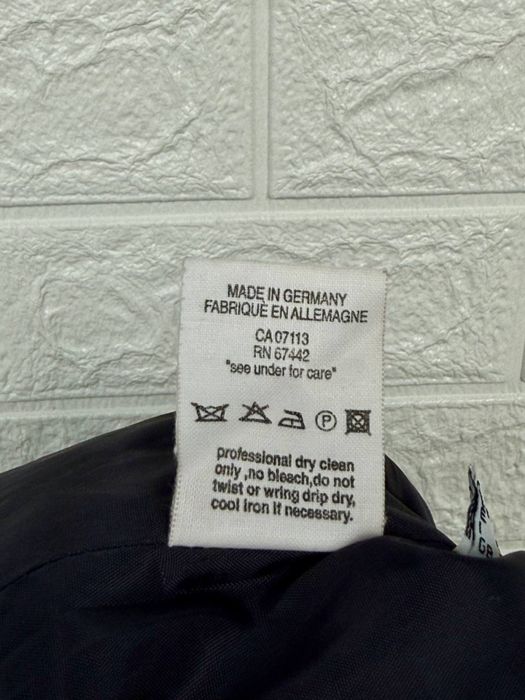 MADE IN GERMANY
FABRIQUÉ EN ALLEMAGNE
CA 07113
RN 67442
"see under for care"
P
professional dry clean
only ,no bleach,do not
twist or wring drip dry,
cool iron if necessary.